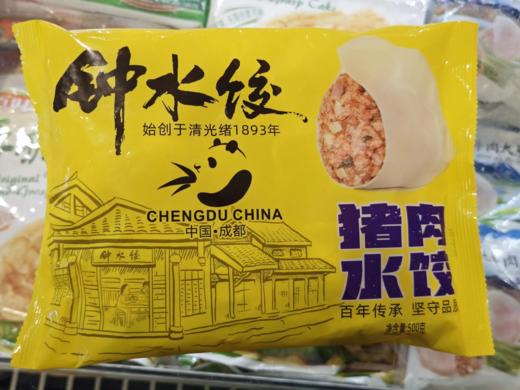 钟水饺
始创于清光绪1893年
CHENGDU CHINA
中国·成都
钟水饺
猪肉
水饺
百年传承 坚守品质
净含量:500克